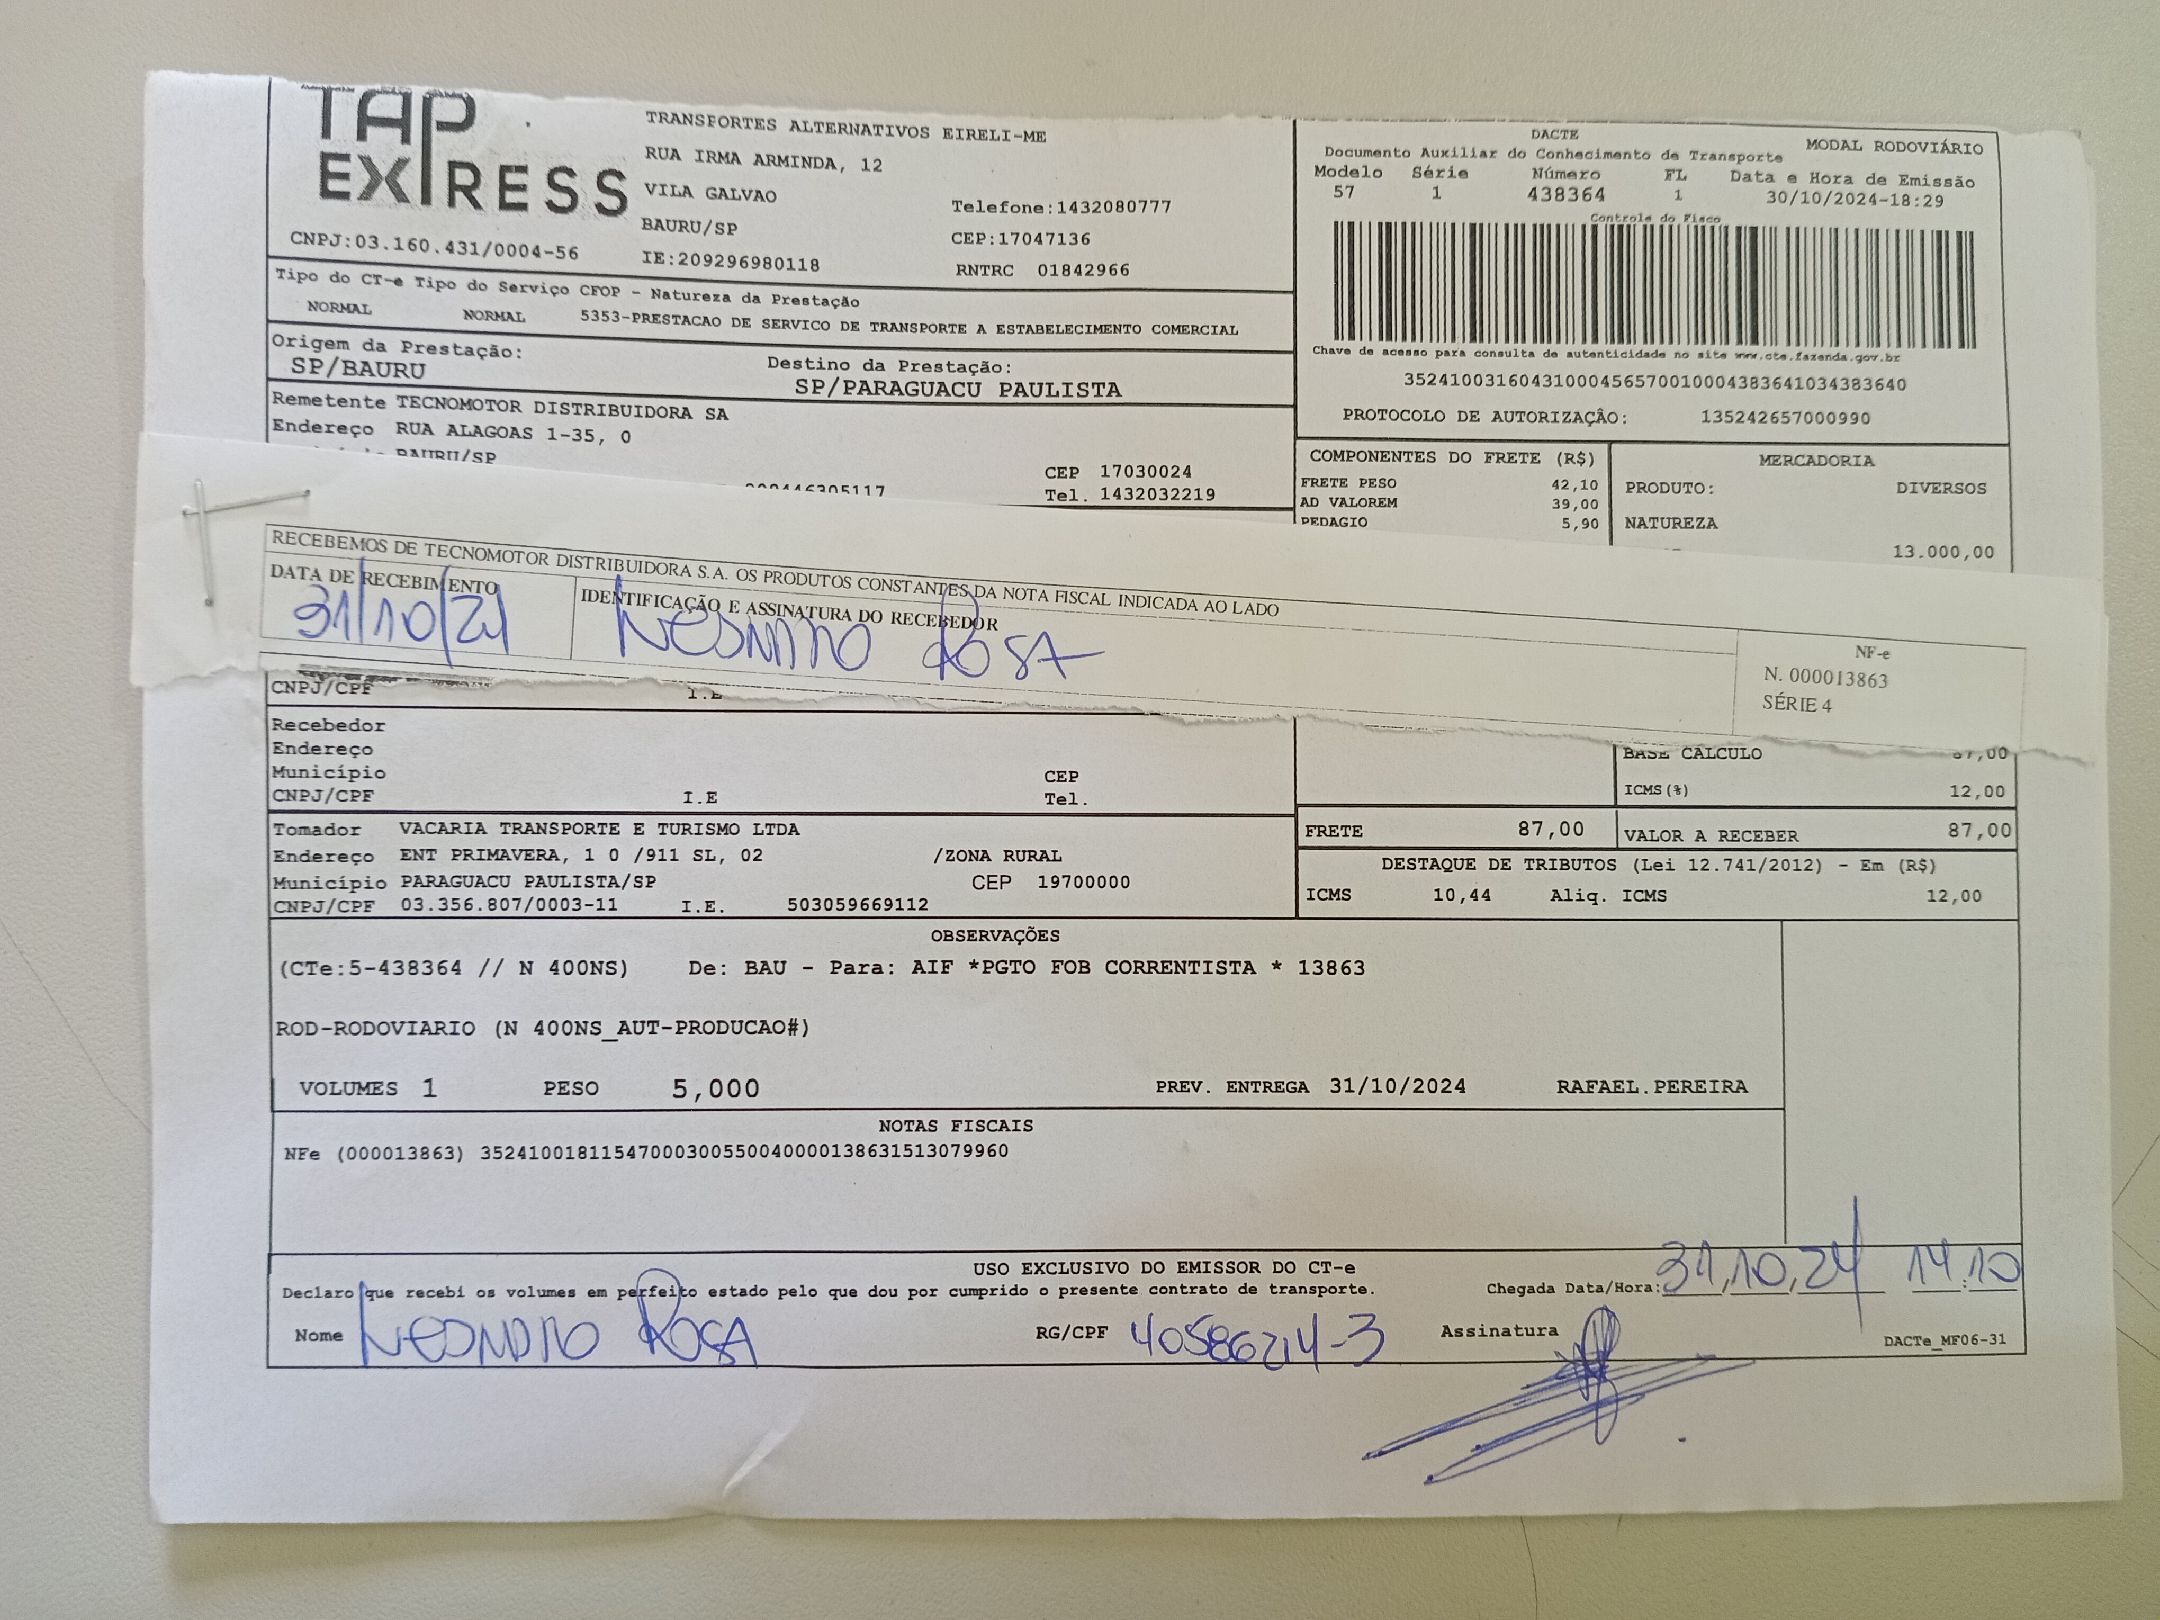 TAP
EXPRESS
TRANSPORTES ALTERNATIVOS EIRELI-ME
RUA IRMA ARMINDA, 12
VILA GALVAO
BAURU/SP
IE:209296980118
Telefone:1432080777
CEP:17047136
RNTRC 01842966
CNPJ:03.160.431/0004-56
DACTE
MODAL RODOVIÁRIO
Documento Auxiliar do Conhecimento de Transporte
Modelo Série Número FL Data e Hora de Emissão
57 1 438364 1 30/10/2024-18:29
Controle do Fisco
Chave de acesso para consulta de autenticidade no site www.cte.fazenda.gov.br
35241003160431000456570010004383641034383640
PROTOCOLO DE AUTORIZAÇÃO: 135242657000990
Tipo do CT-e Tipo do Serviço CFOP - Natureza da Prestação
NORMAL NORMAL 5353-PRESTACAO DE SERVICO DE TRANSPORTE A ESTABELECIMENTO COMERCIAL
Origem da Prestação:
SP/BAURU
Destino da Prestação:
SP/PARAGUACU PAULISTA
Remetente TECNOMOTOR DISTRIBUIDORA SA
Endereço RUA ALAGOAS 1-35, 0
BAURU/SP
CEP 17030024
Tel. 1432032219
COMPONENTES DO FRETE (R$)
FRETE PESO 42,10
AD VALOREM 39,00
PEDAGIO 5,90
MERCADORIA
PRODUTO: DIVERSOS
NATUREZA
13.000,00
RECEBEMOS DE TECNOMOTOR DISTRIBUIDORA S.A. OS PRODUTOS CONSTANTES DA NOTA FISCAL INDICADA AO LADO
DATA DE RECEBIMENTO
31/10/24
IDENTIFICAÇÃO E ASSINATURA DO RECEBEDOR
ROSA
NF-e
N. 000013863
SÉRIE 4
CNPJ/CPF I.E
Recebedor
Endereço
Município CEP
CNPJ/CPF I.E Tel.
BASE CALCULO 87,00
ICMS(%) 12,00
FRETE 87,00
VALOR A RECEBER 87,00
Tomador VACARIA TRANSPORTE E TURISMO LTDA
Endereço ENT PRIMAVERA, 1 0 /911 SL, 02 /ZONA RURAL
Município PARAGUACU PAULISTA/SP CEP 19700000
CNPJ/CPF 03.356.807/0003-11 I.E. 503059669112
DESTAQUE DE TRIBUTOS (Lei 12.741/2012) - Em (R$)
ICMS 10,44 Aliq. ICMS 12,00
OBSERVAÇÕES
(CTe:5-438364 // N 400NS) De: BAU - Para: AIF *PGTO FOB CORRENTISTA * 13863
ROD-RODOVIARIO (N 400NS_AUT-PRODUCAO#)
VOLUMES 1 PESO 5,000 PREV. ENTREGA 31/10/2024 RAFAEL.PEREIRA
NOTAS FISCAIS
NFe (000013863) 35241001811547000300550040000138631513079960
USO EXCLUSIVO DO EMISSOR DO CT-e
Declaro que recebi os volumes em perfeito estado pelo que dou por cumprido o presente contrato de transporte.
Chegada Data/Hora: 31,10,24 14:10
Nome ROSA RG/CPF 40586214-3 Assinatura
DACTe_MF06-31